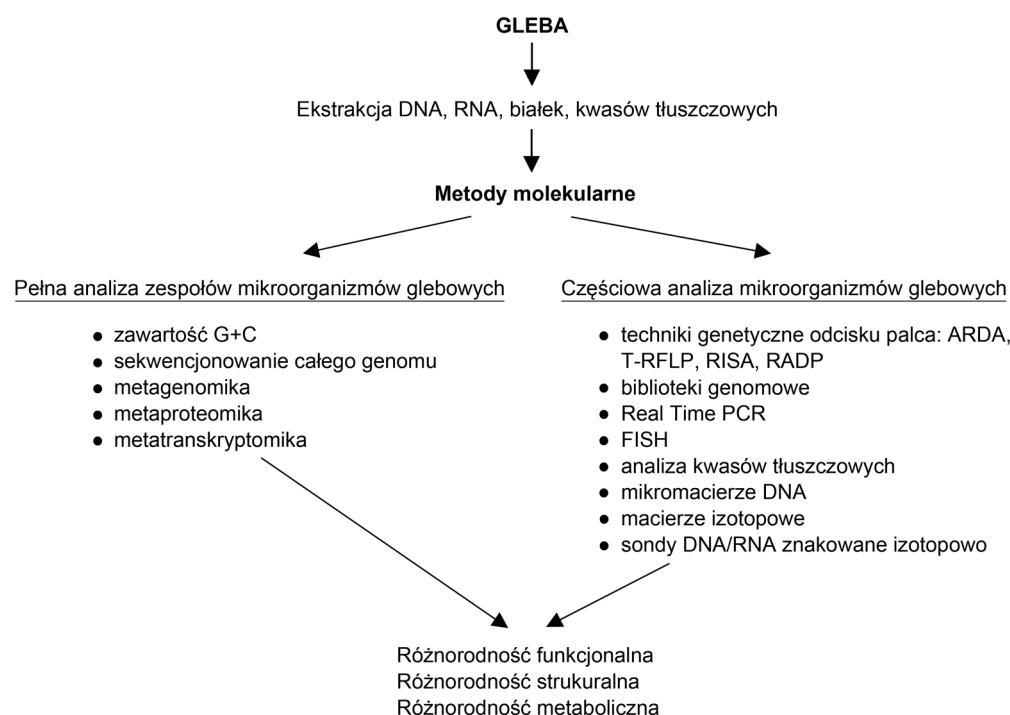 GLEBA
Ekstrakcja DNA, RNA, białek, kwasów tłuszczowych
Metody molekularne
Pełna analiza zespołów mikroorganizmów glebowych
● zawartość G+C
● sekwencjonowanie całego genomu
● metagenomika
● metaproteomika
● metatranskryptomika
Częściowa analiza mikroorganizmów glebowych
● techniki genetyczne odcisku palca: ARDA,
T-RFLP, RISA, RADP
● biblioteki genomowe
● Real Time PCR
● FISH
● analiza kwasów tłuszczowych
● mikromacierze DNA
● macierze izotopowe
● sondy DNA/RNA znakowane izotopowo
Różnorodność funkcjonalna
Różnorodność strukuralna
Różnorodność metaboliczna